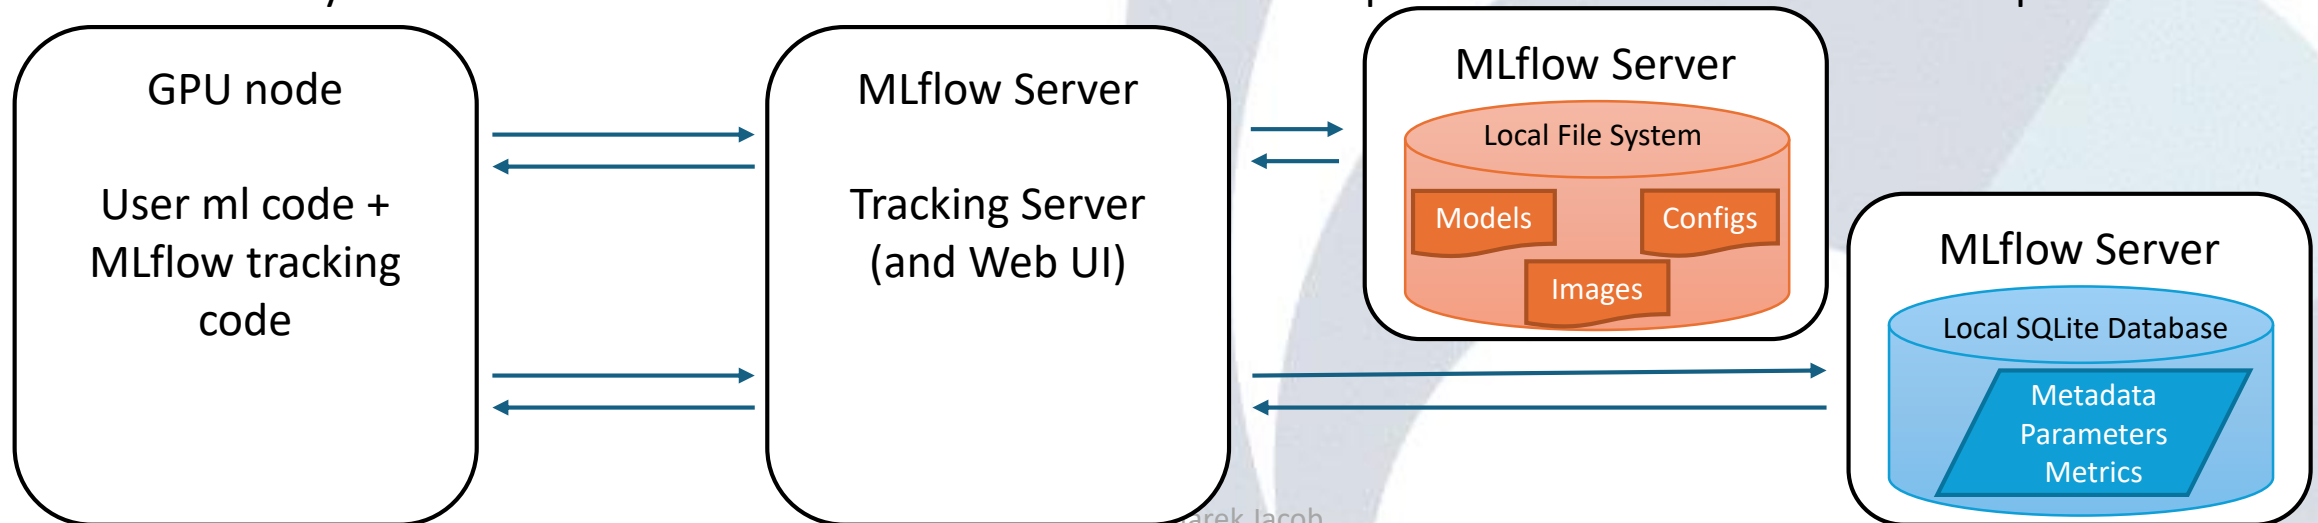 GPU node
User ml code +
MLflow tracking
code
MLflow Server
Tracking Server
(and Web UI)
MLflow Server
Local File System
Models
Configs
Images
MLflow Server
Local SQLite Database
Metadata
Parameters
Metrics
Jacob